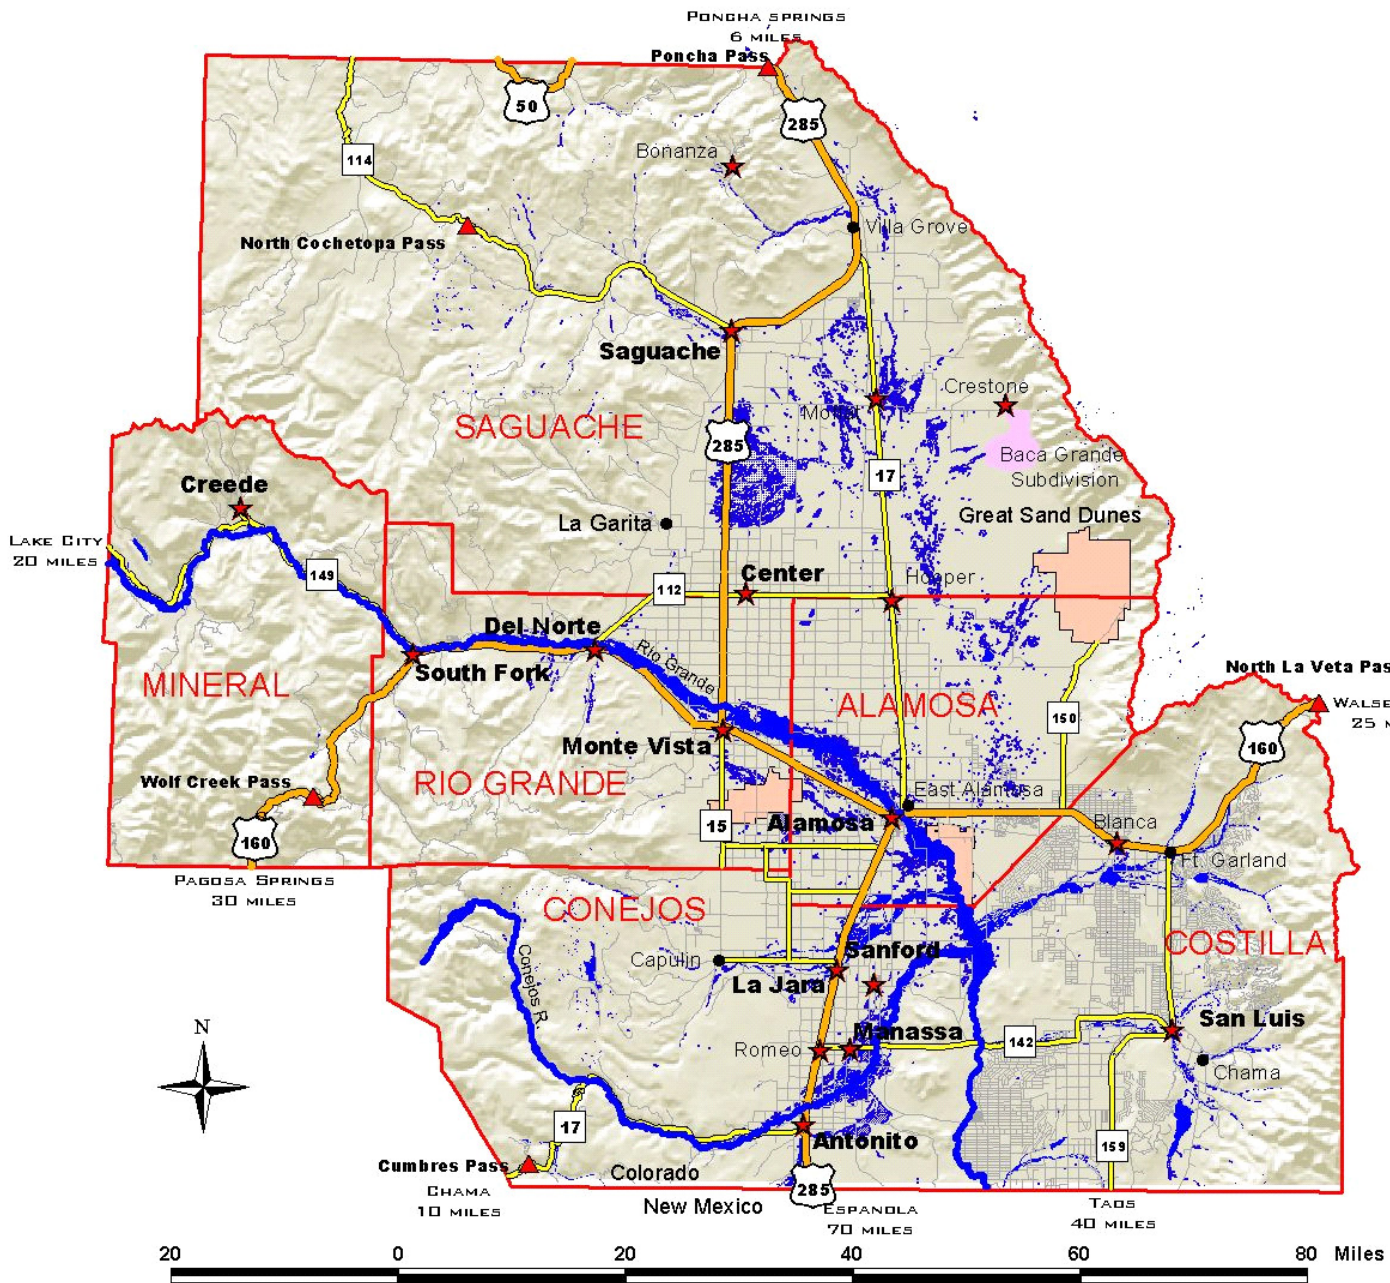 Poncha springs
6 miles
Poncha Pass
50
285
114
Bonanza
North Cochetopa Pass
Villa Grove
Saguache
Crestone
Moffat
SAGUACHE
285
17
Baca Grande
Subdivision
Creede
La Garita
Great Sand Dunes
Lake City
20 miles
149
112
Center
Hooper
Del Norte
Rio Grande
South Fork
MINERAL
North La Veta Pas
ALAMOSA
Walse
25 M
150
160
Monte Vista
RIO GRANDE
Wolf Creek Pass
East Alamosa
15
Alamosa
Blanca
160
Ft. Garland
Pagosa Springs
30 miles
CONEJOS
COSTILLA
Sanford
Capulin
La Jara
Conejos R.
N
San Luis
Manassa
Romeo
142
Chama
17
Antonito
159
Cumbres Pass
Colorado
Chama
10 miles
285
New Mexico
Espanola
70 miles
Taos
40 miles
20 0 20 40 60 80 Miles